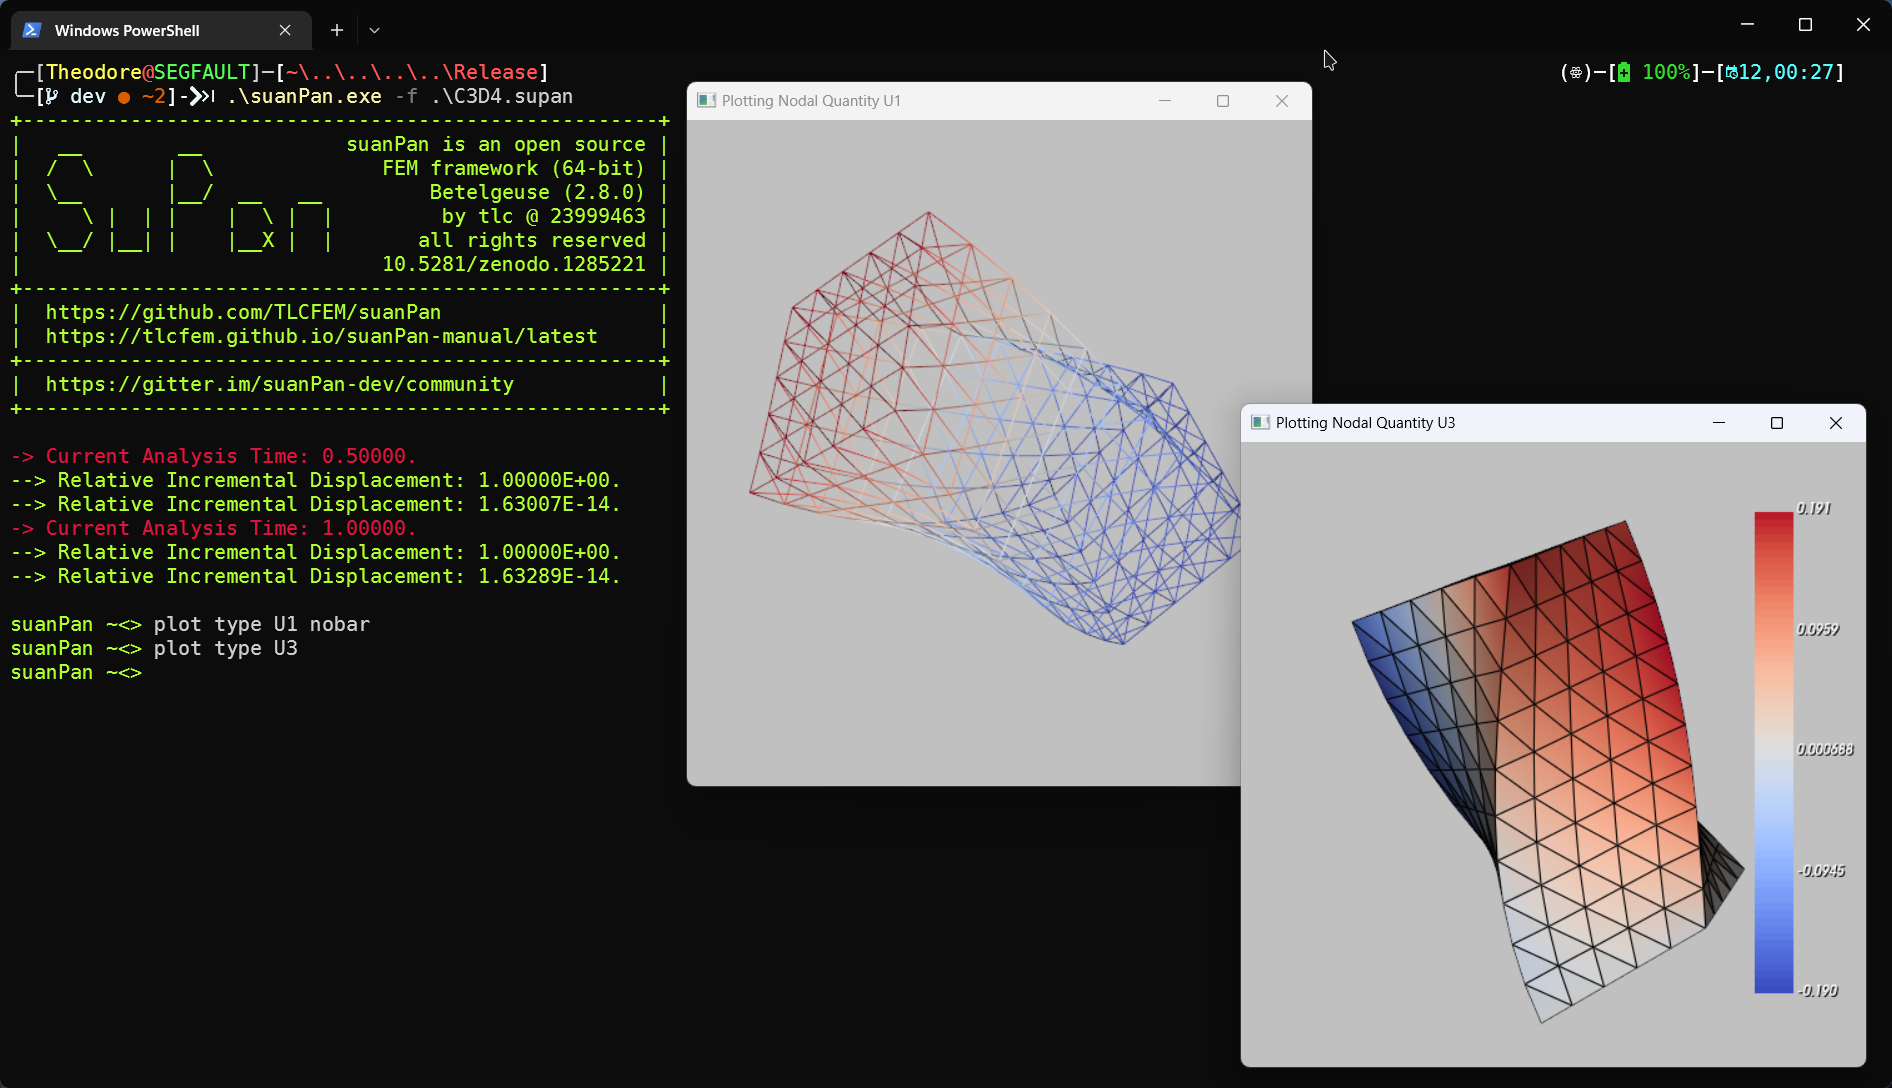 Windows PowerShell
[Theodore@SEGFAULT]-[~\..\..\..\..\Release]
(⚛)-[ 100%]-[12,00:27]
[ dev ● ~2]- .\suanPan.exe -f .\C3D4.supan
+-----------------------------------------------------+
suanPan is an open source |
FEM framework (64-bit) |
Betelgeuse (2.8.0) |
by tlc @ 23999463 |
all rights reserved |
10.5281/zenodo.1285221 |
+-----------------------------------------------------+
| https://github.com/TLCFEM/suanPan |
| https://tlcfem.github.io/suanPan-manual/latest |
+-----------------------------------------------------+
| https://gitter.im/suanPan-dev/community |
+-----------------------------------------------------+
-> Current Analysis Time: 0.50000.
--> Relative Incremental Displacement: 1.00000E+00.
--> Relative Incremental Displacement: 1.63007E-14.
-> Current Analysis Time: 1.00000.
--> Relative Incremental Displacement: 1.00000E+00.
--> Relative Incremental Displacement: 1.63289E-14.
suanPan ~<> plot type U1 nobar
suanPan ~<> plot type U3
suanPan ~<>
Plotting Nodal Quantity U1
Plotting Nodal Quantity U3
0.191
0.0959
0.000688
-0.0945
-0.190